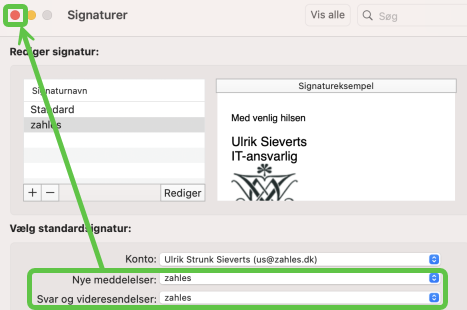 Signaturer
Vis alle
Søg
Rediger signatur:
Signaturnavn
Standard
zahles
+ −
Rediger
Signatureksempel
Med venlig hilsen
Ulrik Sieverts
IT-ansvarlig
Vælg standardsignatur:
Konto: Ulrik Strunk Sieverts (us@zahles.dk)
Nye meddelelser: zahles
Svar og videresendelser: zahles